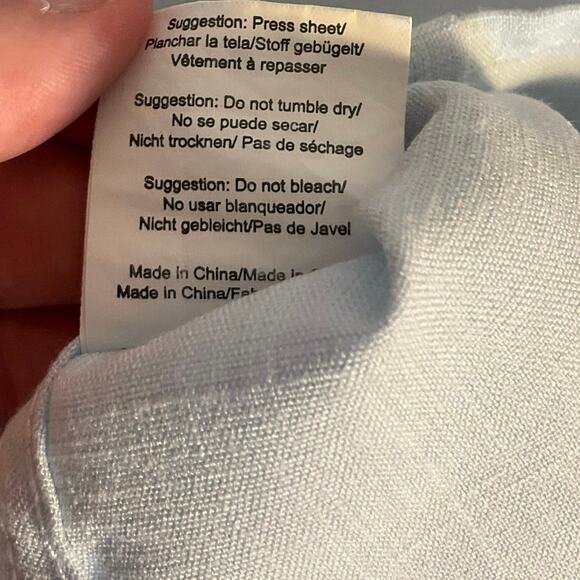 Suggestion: Press sheet/
Planchar la tela/Stoff gebügelt/
Vêtement à repasser
Suggestion: Do not tumble dry/
No se puede secar/
Nicht trocknen/ Pas de séchage
Suggestion: Do not bleach/
No usar blanqueador/
Nicht gebleicht/Pas de Javel
Made in China/Made
Made in